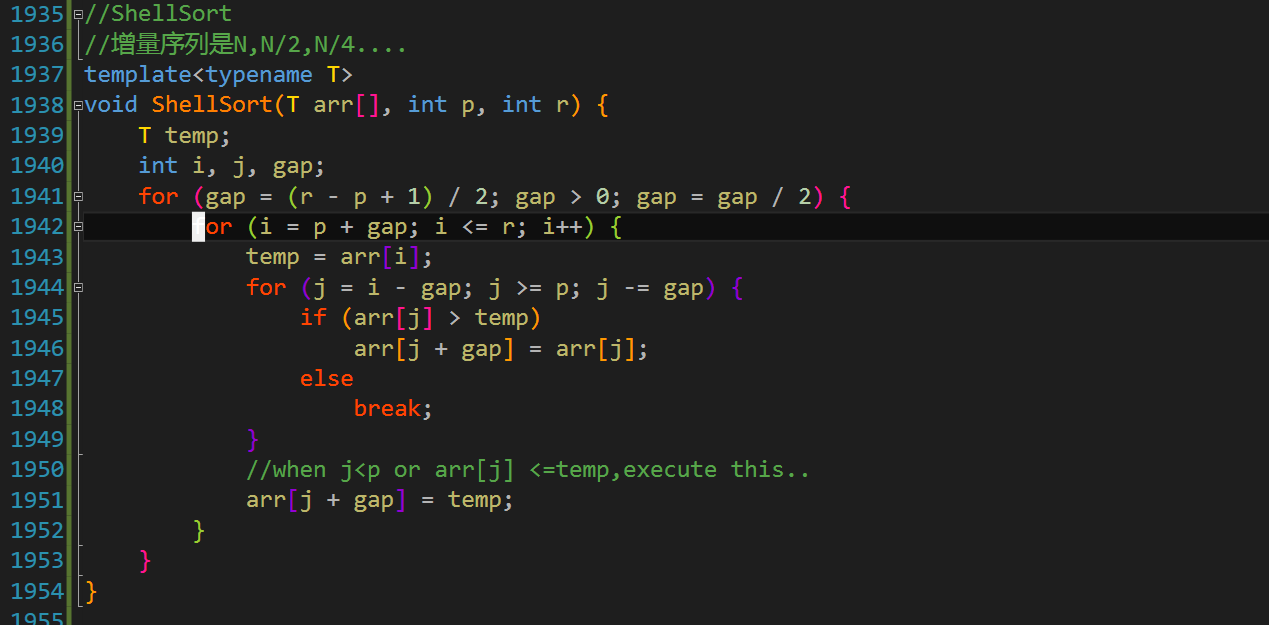 1935 //ShellSort
1936 //增量序列是N,N/2,N/4....
1937 template<typename T>
1938 void ShellSort(T arr[], int p, int r) {
1939     T temp;
1940     int i, j, gap;
1941     for (gap = (r - p + 1) / 2; gap > 0; gap = gap / 2) {
1942         for (i = p + gap; i <= r; i++) {
1943             temp = arr[i];
1944             for (j = i - gap; j >= p; j -= gap) {
1945                 if (arr[j] > temp)
1946                     arr[j + gap] = arr[j];
1947                 else
1948                     break;
1949             }
1950             //when j<p or arr[j] <=temp,execute this..
1951             arr[j + gap] = temp;
1952         }
1953     }
1954 }
1955